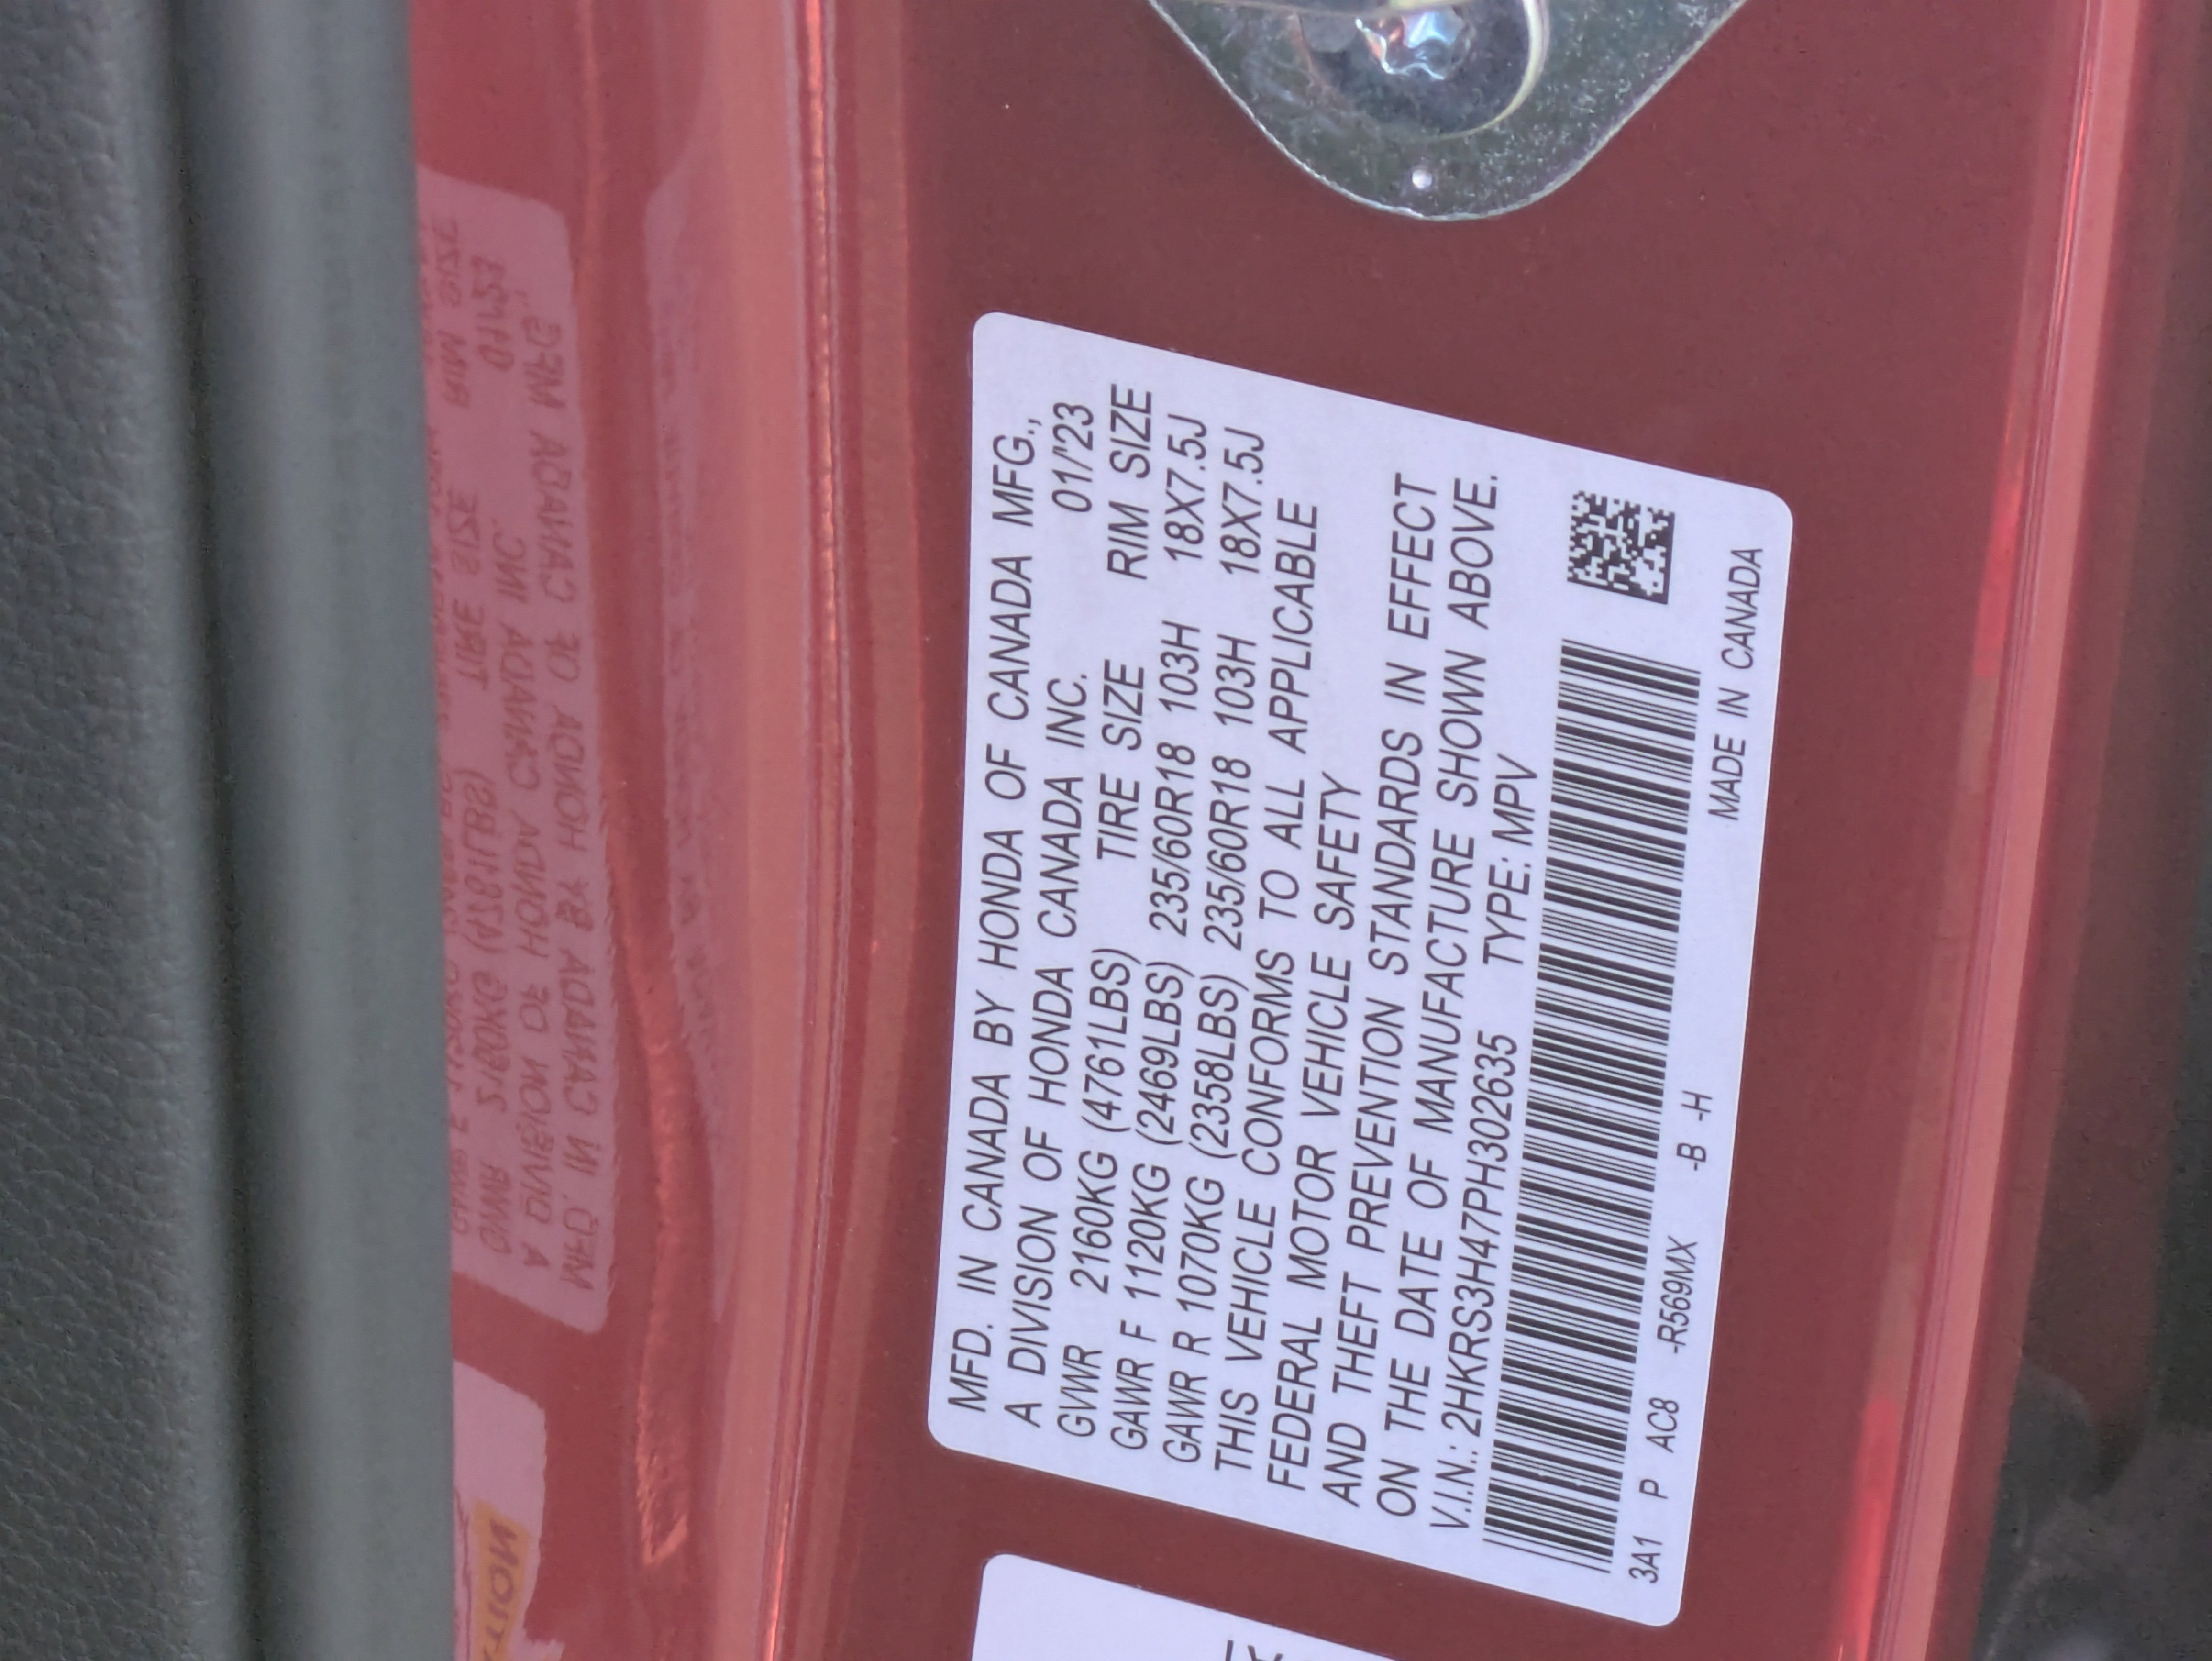 MFD. IN CANADA BY HONDA OF CANADA MFG.,
A DIVISION OF HONDA CANADA INC. 01/'23
GVWR 2160KG (4761LBS) TIRE SIZE RIM SIZE
GAWR F 1120KG (2469LBS) 235/60R18 103H 18X7.5J
GAWR R 1070KG (2358LBS) 235/60R18 103H 18X7.5J
THIS VEHICLE CONFORMS TO ALL APPLICABLE
FEDERAL MOTOR VEHICLE SAFETY
AND THEFT PREVENTION STANDARDS IN EFFECT
ON THE DATE OF MANUFACTURE SHOWN ABOVE.
V.I.N.: 2HKRS3H47PH302635 TYPE: MPV
3A1 P AC8 -R569MX -B -H
MADE IN CANADA